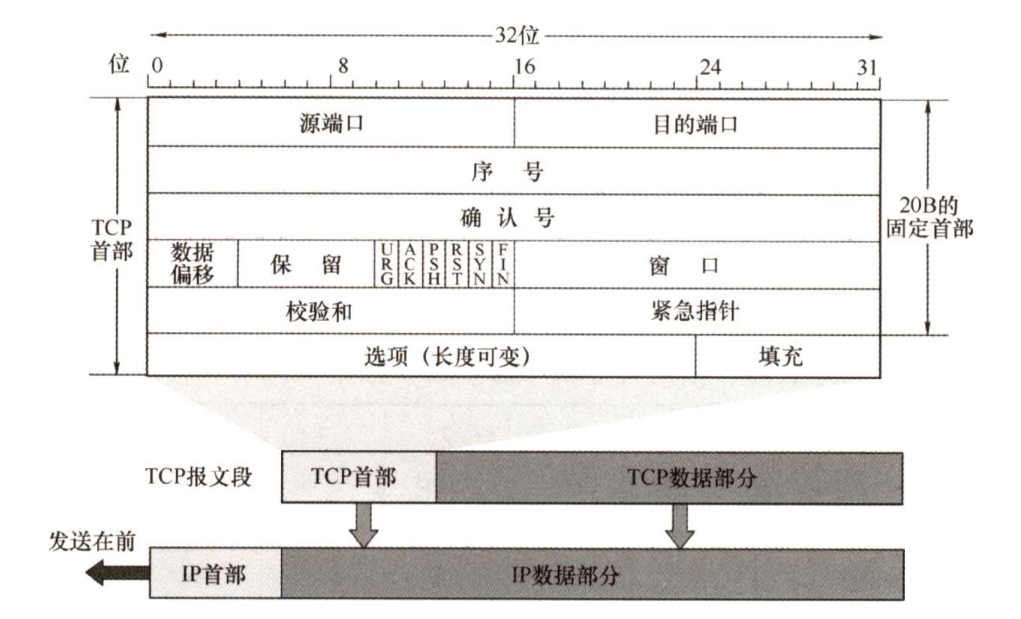 32位
位 0 8 16 24 31
源端口 目的端口
序 号
确 认 号
TCP
首部
20B的
固定首部
数据
偏移
保 留
URG
ACK
PSH
RST
SYN
FIN
窗 口
校验和 紧急指针
选项（长度可变） 填充
TCP报文段 TCP首部 TCP数据部分
发送在前
IP首部 IP数据部分